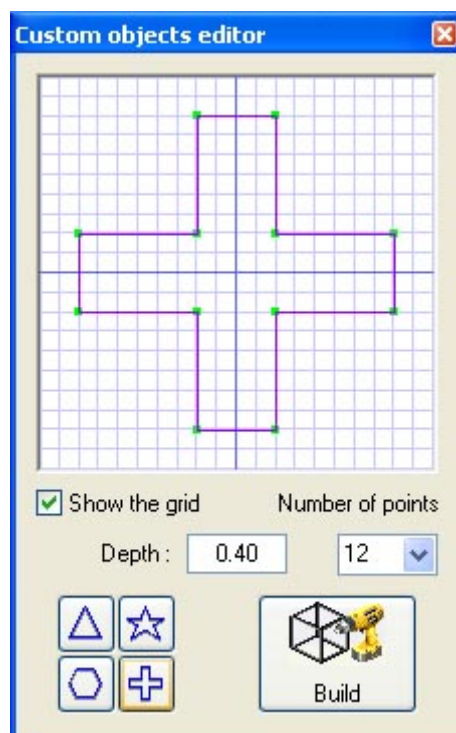 Custom objects editor
Show the grid Number of points
Depth : 0.40 12
Build